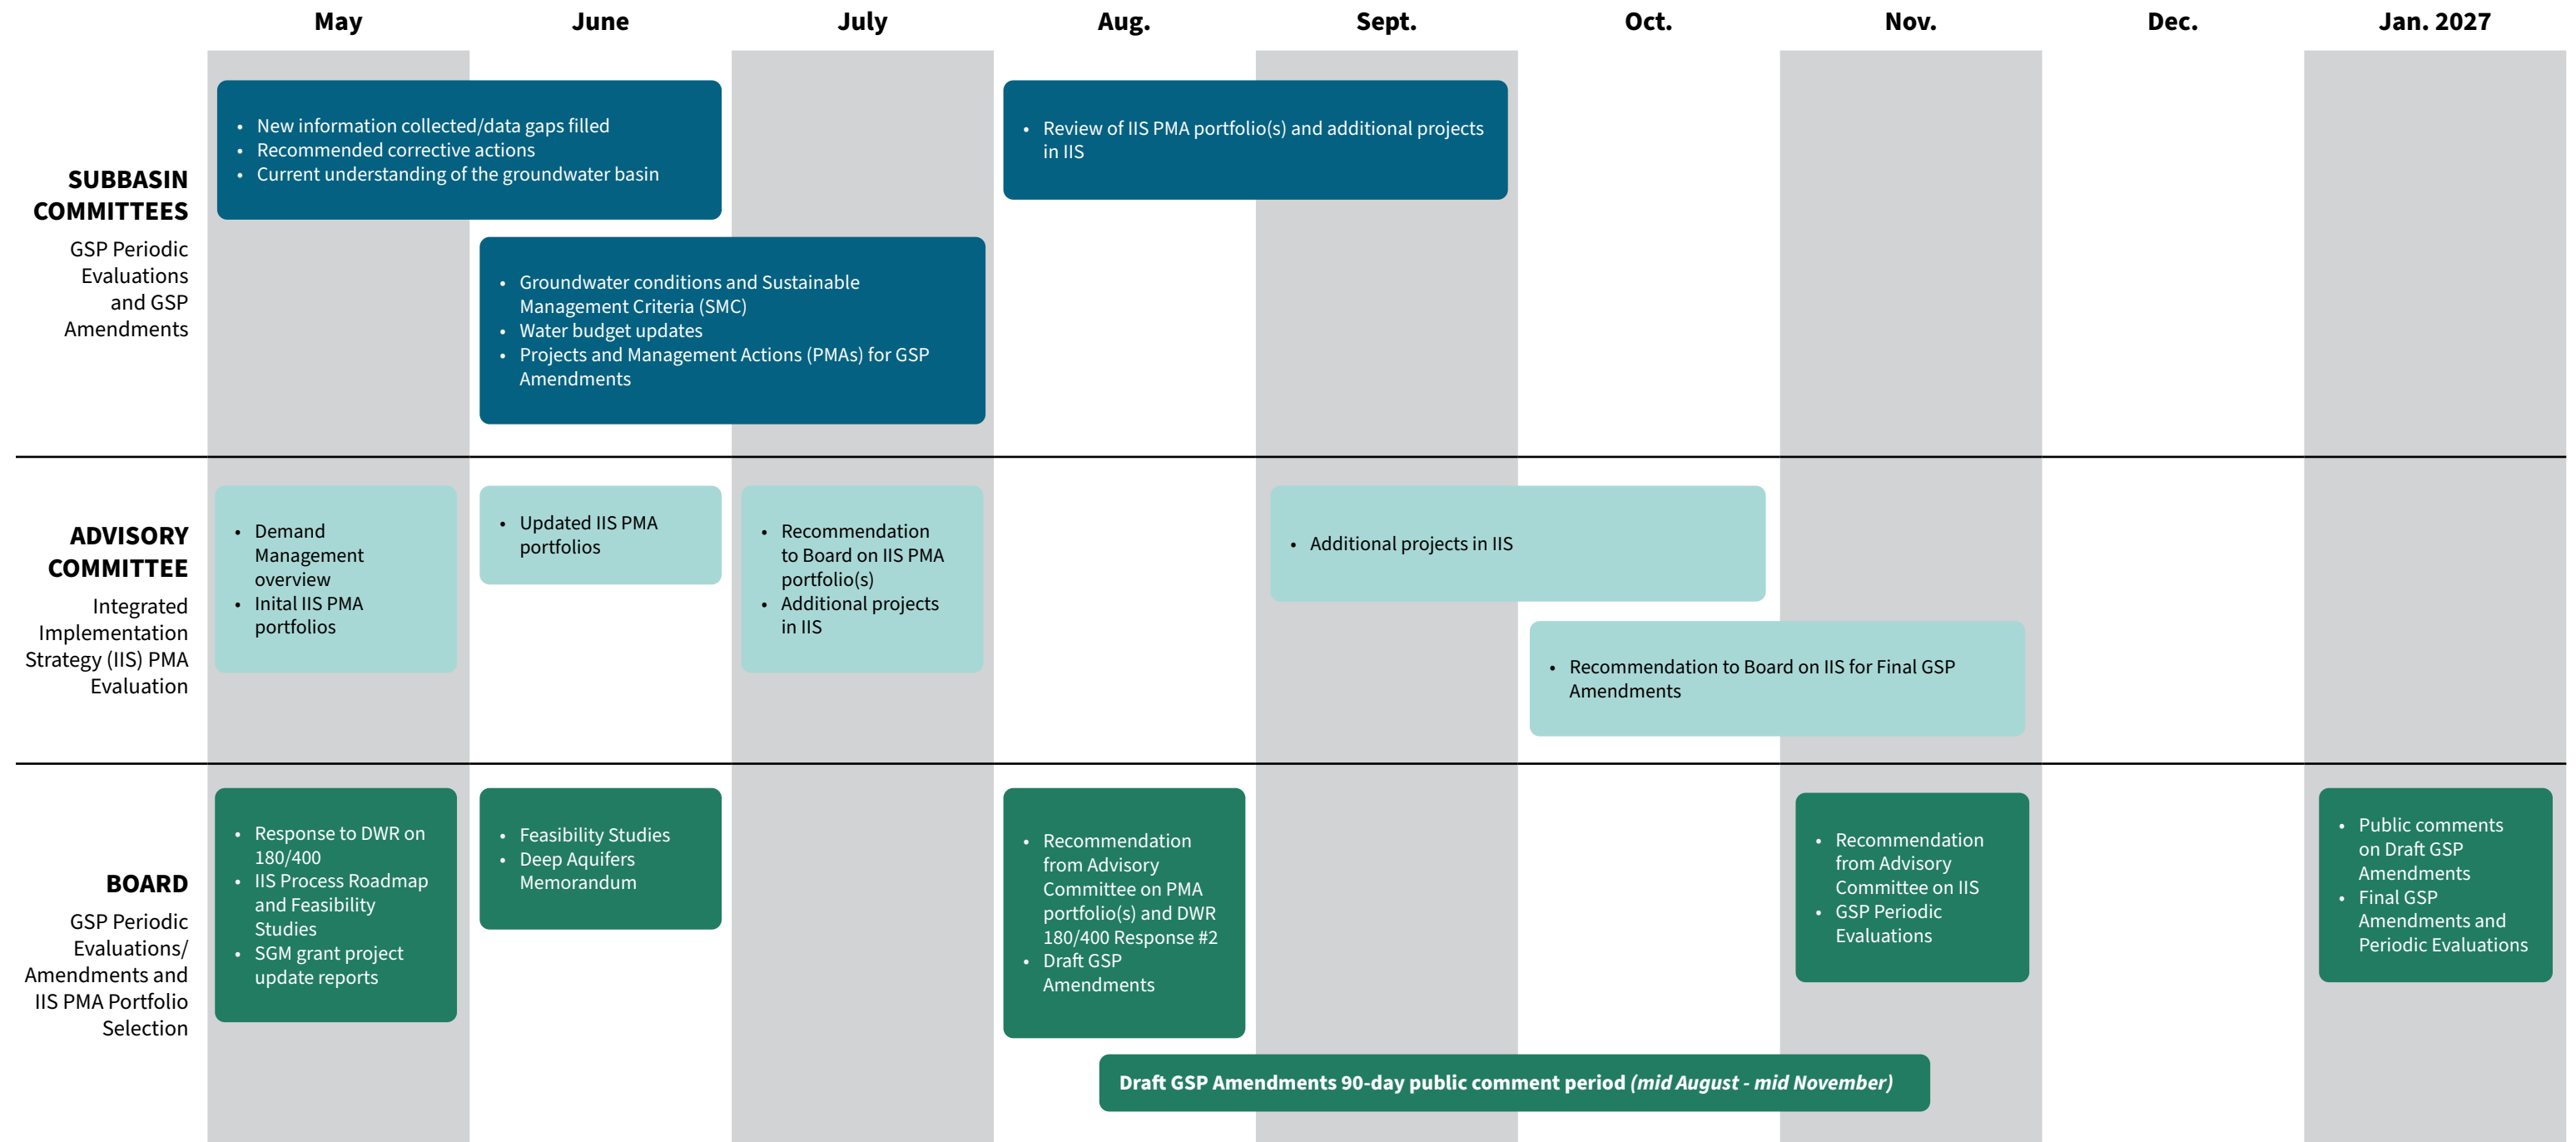 May June July Aug. Sept. Oct. Nov. Dec. Jan. 2027
SUBBASIN
COMMITTEES
GSP Periodic
Evaluations
and GSP
Amendments
• New information collected/data gaps filled
• Recommended corrective actions
• Current understanding of the groundwater basin
• Groundwater conditions and Sustainable
Management Criteria (SMC)
• Water budget updates
• Projects and Management Actions (PMAs) for GSP
Amendments
• Review of IIS PMA portfolio(s) and additional projects
in IIS
ADVISORY
COMMITTEE
Integrated
Implementation
Strategy (IIS) PMA
Evaluation
• Demand
Management
overview
• Inital IIS PMA
portfolios
• Updated IIS PMA
portfolios
• Recommendation
to Board on IIS PMA
portfolio(s)
• Additional projects
in IIS
• Additional projects in IIS
• Recommendation to Board on IIS for Final GSP
Amendments
BOARD
GSP Periodic
Evaluations/
Amendments and
IIS PMA Portfolio
Selection
• Response to DWR on
180/400
• IIS Process Roadmap
and Feasibility
Studies
• SGM grant project
update reports
• Feasibility Studies
• Deep Aquifers
Memorandum
• Recommendation
from Advisory
Committee on PMA
portfolio(s) and DWR
180/400 Response #2
• Draft GSP
Amendments
• Recommendation
from Advisory
Committee on IIS
• GSP Periodic
Evaluations
• Public comments
on Draft GSP
Amendments
• Final GSP
Amendments and
Periodic Evaluations
Draft GSP Amendments 90-day public comment period (mid August - mid November)